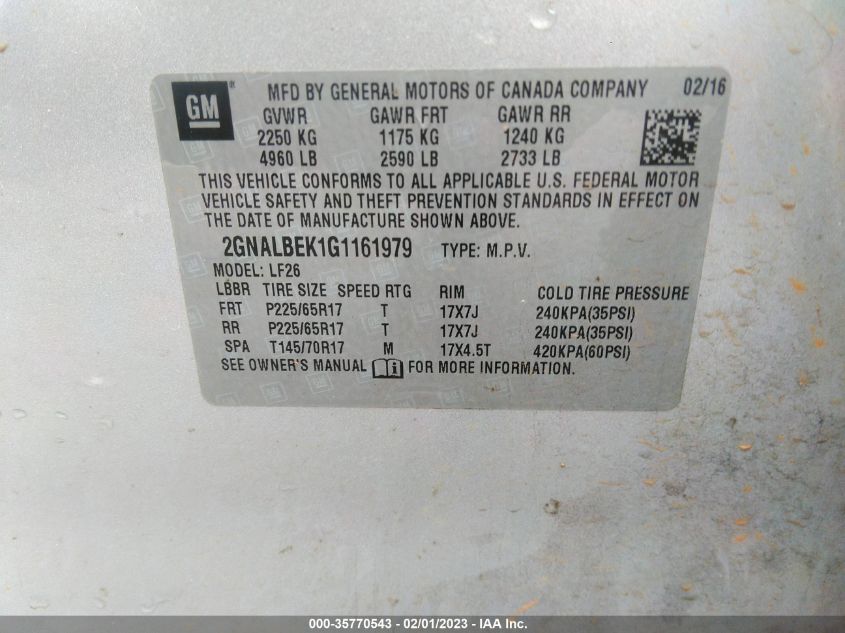 GM ® MFD BY GENERAL MOTORS OF CANADA COMPANY 02/16
GVWR GAWR FRT GAWR RR
2250 KG 1175 KG 1240 KG
4960 LB 2590 LB 2733 LB
THIS VEHICLE CONFORMS TO ALL APPLICABLE U.S. FEDERAL MOTOR
VEHICLE SAFETY AND THEFT PREVENTION STANDARDS IN EFFECT ON
THE DATE OF MANUFACTURE SHOWN ABOVE.
2GNALBEK1G1161979 TYPE: M.P.V.
MODEL: LF26
LBBR TIRE SIZE SPEED RTG RIM COLD TIRE PRESSURE
FRT P225/65R17 T 17X7J 240KPA(35PSI)
RR P225/65R17 T 17X7J 240KPA(35PSI)
SPA T145/70R17 M 17X4.5T 420KPA(60PSI)
SEE OWNER'S MANUAL FOR MORE INFORMATION.
000-35770543 - 02/01/2023 - Copyright © 2023 IAA, LLC.